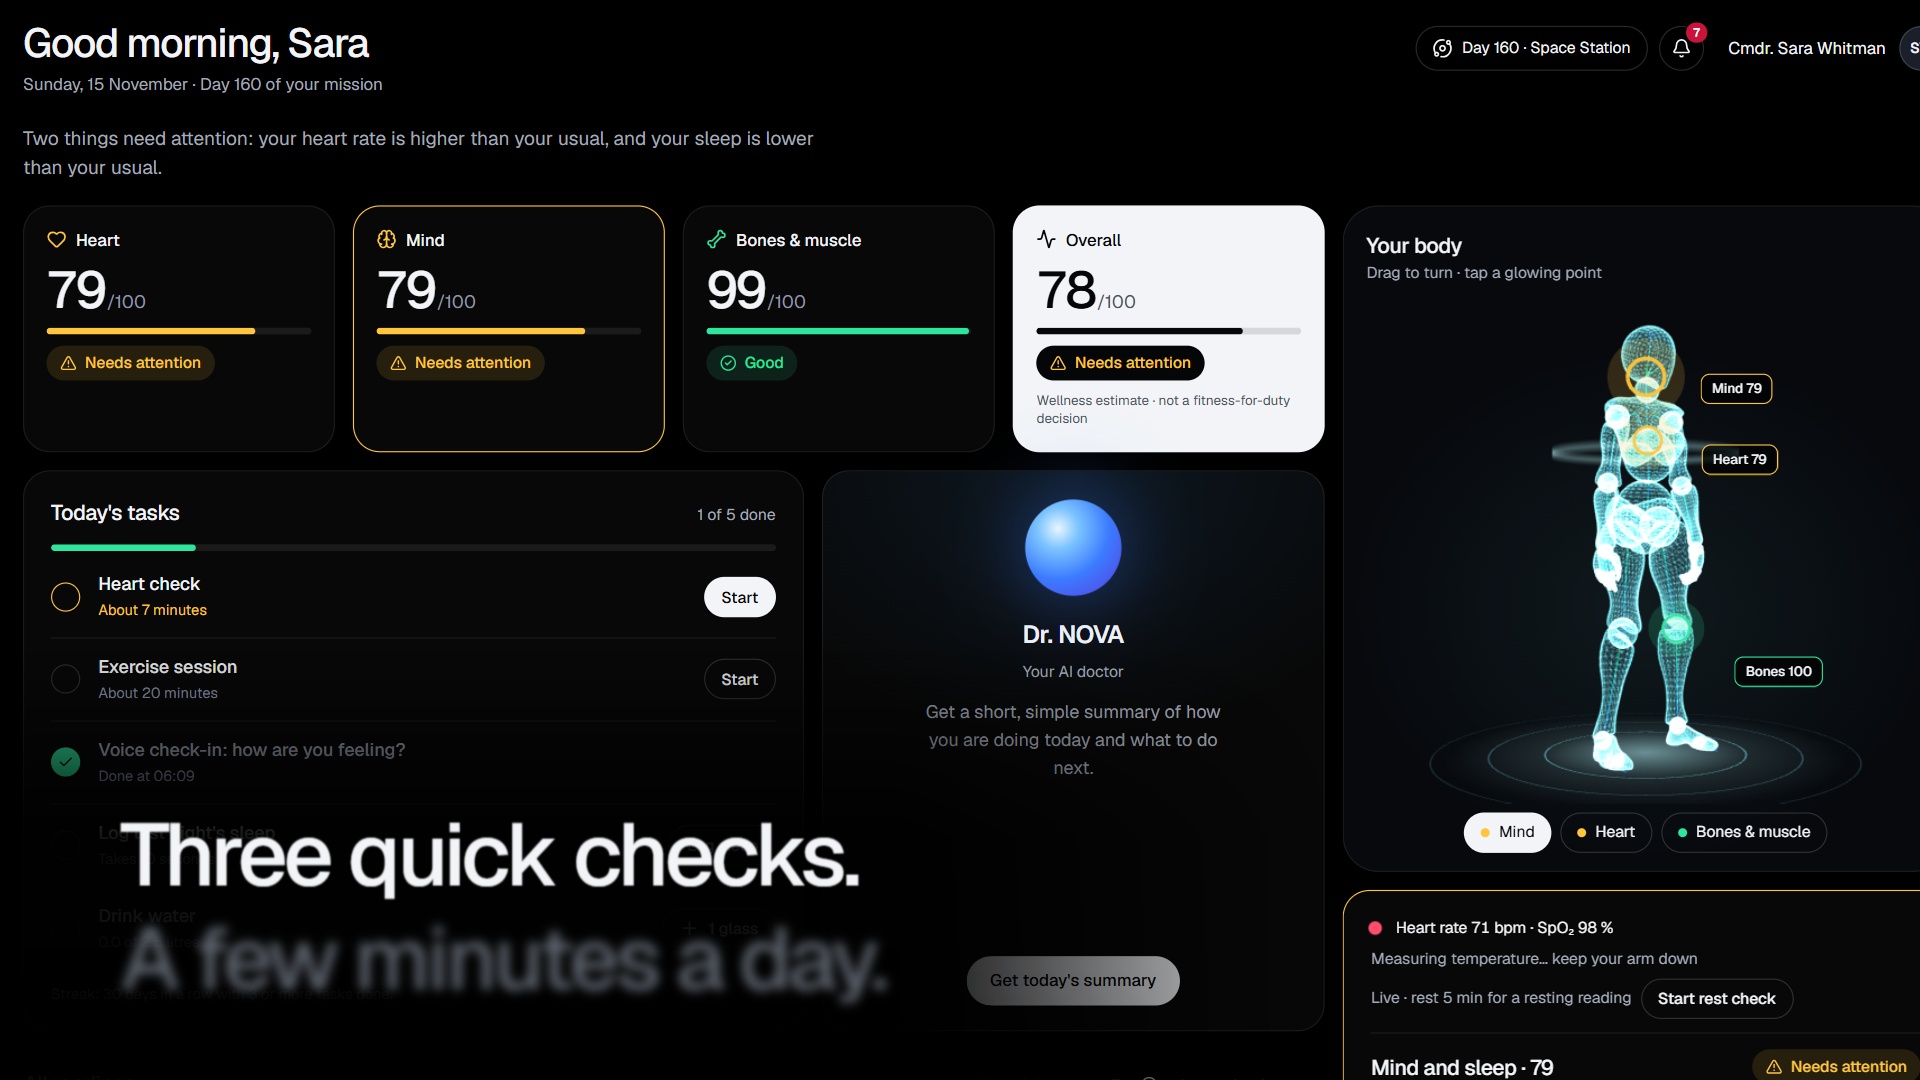 Good morning, Sara
Sunday, 15 November · Day 160 of your mission
Day 160 · Space Station
7
Cmdr. Sara Whitman
Two things need attention: your heart rate is higher than your usual, and your sleep is lower
than your usual.
Heart
79/100
Needs attention
Mind
79/100
Needs attention
Bones & muscle
99/100
Good
Overall
78/100
Needs attention
Wellness estimate · not a fitness-for-duty
decision
Your body
Drag to turn · tap a glowing point
Mind 79
Heart 79
Bones 100
Mind
Heart
Bones & muscle
Today's tasks
1 of 5 done
Heart check
About 7 minutes
Start
Exercise session
About 20 minutes
Start
Voice check-in: how are you feeling?
Done at 06:09
Three quick checks.
Drink water
1 glass
A few minutes a day.
Dr. NOVA
Your AI doctor
Get a short, simple summary of how
you are doing today and what to do
next.
Get today's summary
Heart rate 71 bpm · SpO₂ 98 %
Measuring temperature… keep your arm down
Live · rest 5 min for a resting reading
Start rest check
Mind and sleep · 79
Needs attention